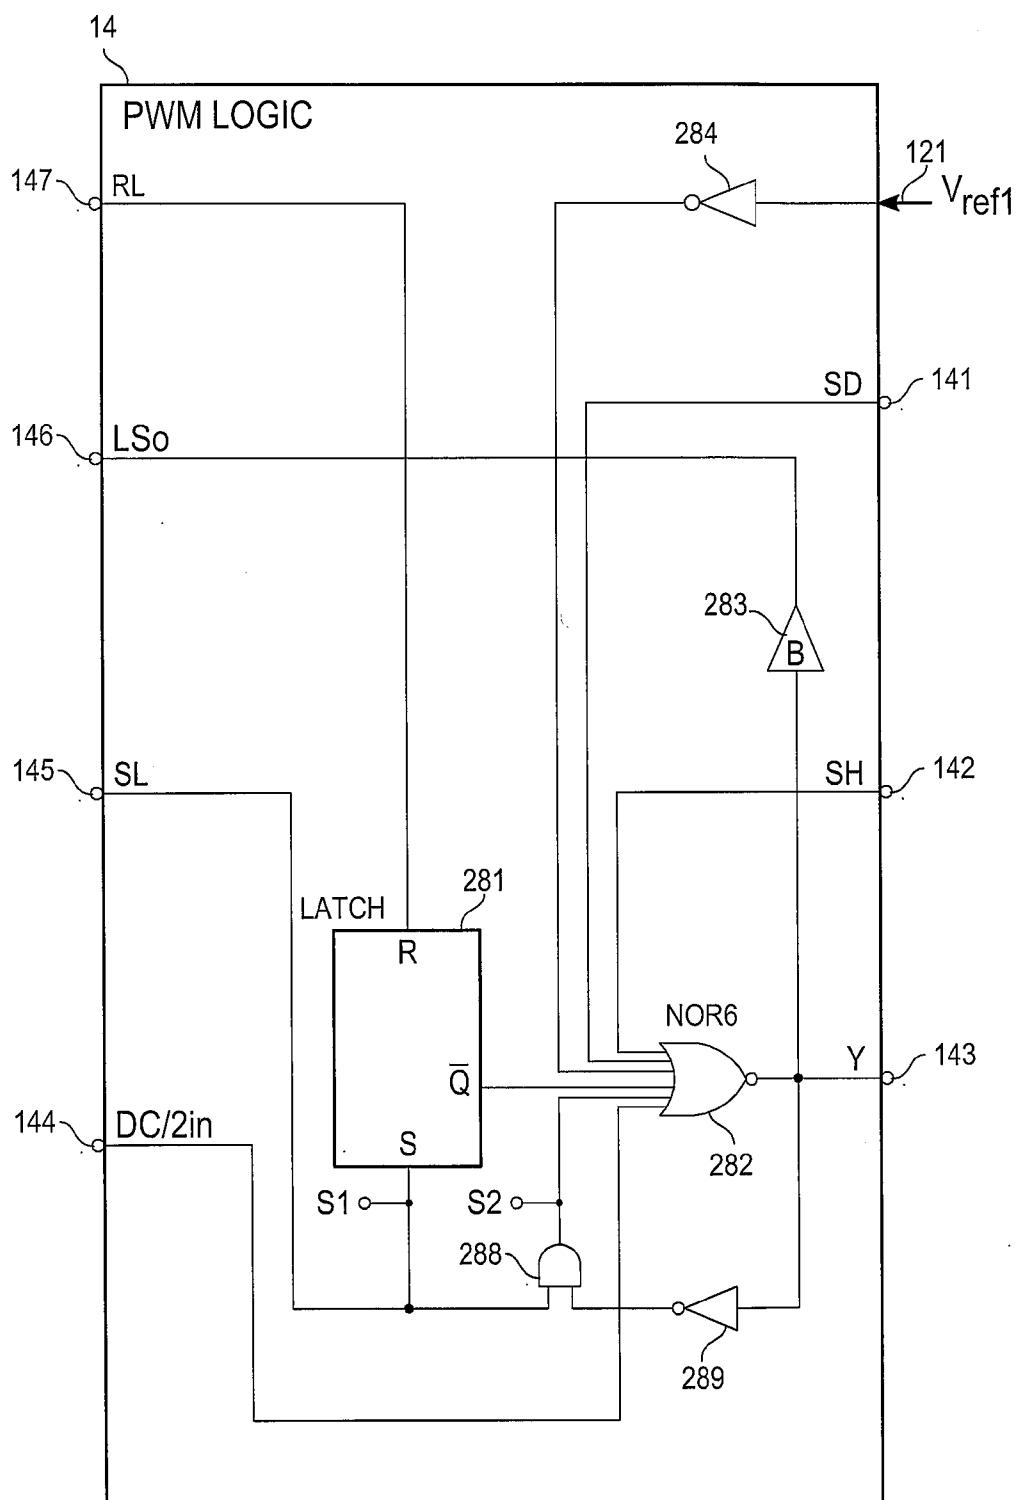 14
PWM LOGIC
284
121
147
RL
Vref1
SD
141
146
LSo
283
B
145
SL
SH
142
LATCH
281
R
NOR6
Q̅
Y
143
144
DC/2in
S
282
S1
S2
288
289